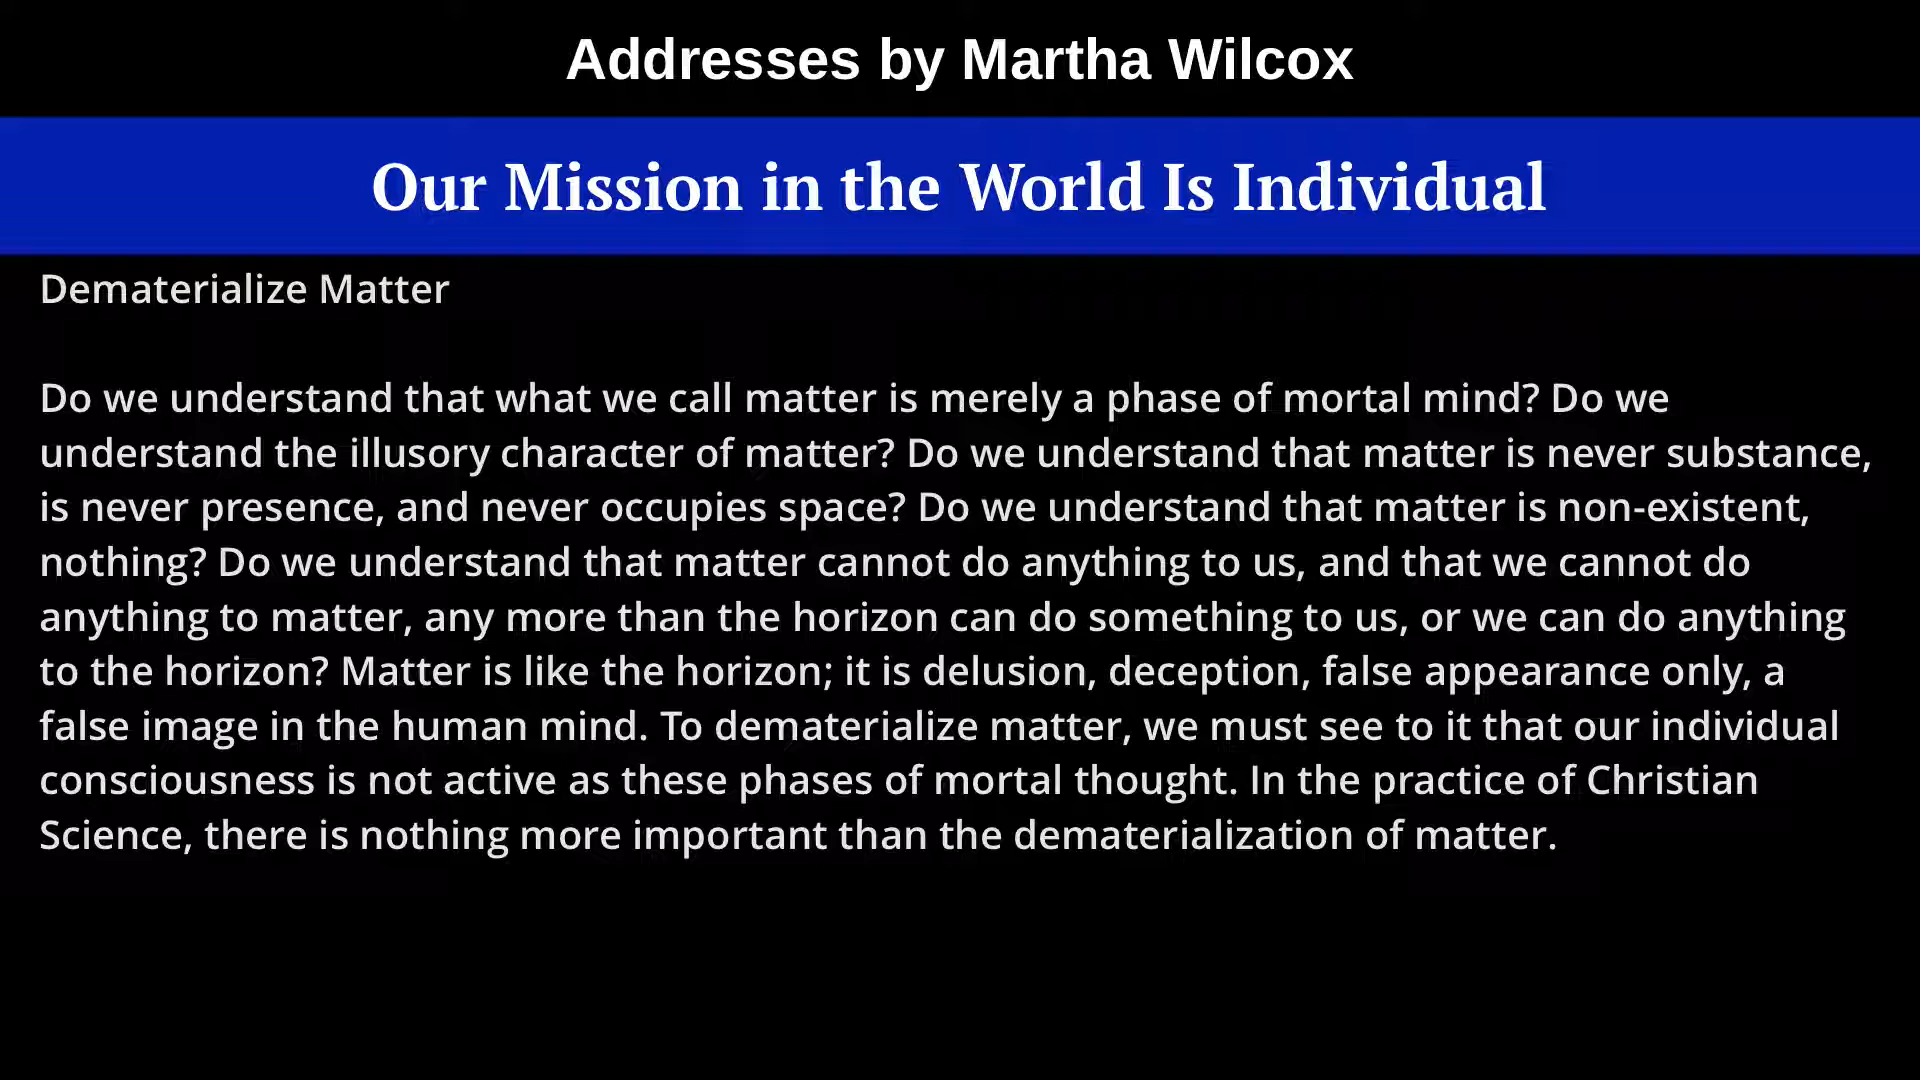 Addresses by Martha Wilcox
Our Mission in the World Is Individual
Dematerialize Matter
Do we understand that what we call matter is merely a phase of mortal mind? Do we
understand the illusory character of matter? Do we understand that matter is never substance,
is never presence, and never occupies space? Do we understand that matter is non-existent,
nothing? Do we understand that matter cannot do anything to us, and that we cannot do
anything to matter, any more than the horizon can do something to us, or we can do anything
to the horizon? Matter is like the horizon; it is delusion, deception, false appearance only, a
false image in the human mind. To dematerialize matter, we must see to it that our individual
consciousness is not active as these phases of mortal thought. In the practice of Christian
Science, there is nothing more important than the dematerialization of matter.